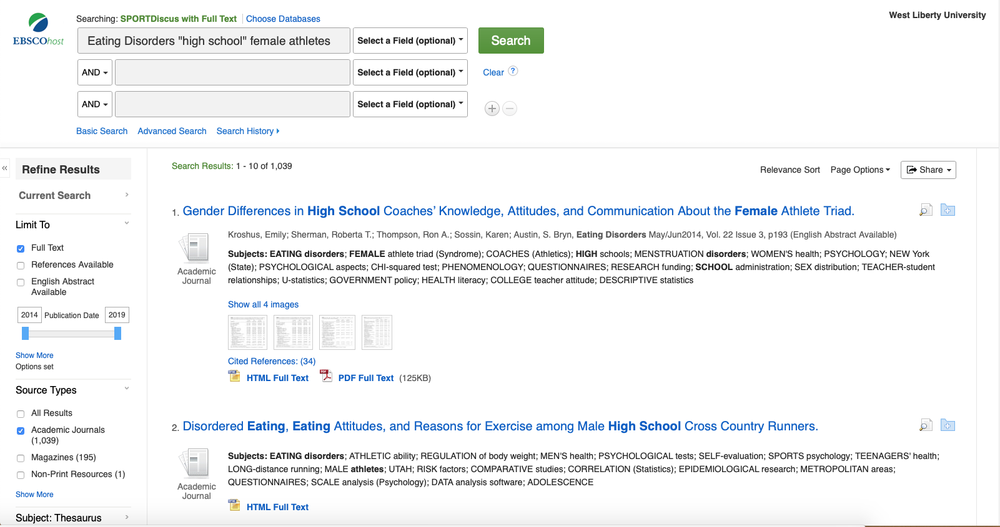 West Liberty University
Searching: SPORTDiscus with Full Text Choose Databases
EBSCOhost
Eating Disorders "high school" female athletes Select a Field (optional) Search
AND Select a Field (optional) Clear ?
AND Select a Field (optional)
Basic Search Advanced Search Search History
« Refine Results
Current Search
Limit To
Full Text
References Available
English Abstract
Available
2014 Publication Date 2019
Show More
Options set
Source Types
All Results
Academic Journals
(1,039)
Magazines (195)
Non-Print Resources (1)
Show More
Subject: Thesaurus
Search Results: 1 - 10 of 1,039
Relevance Sort Page Options Share
1. Gender Differences in High School Coaches’ Knowledge, Attitudes, and Communication About the Female Athlete Triad.
Academic
Journal
Kroshus, Emily; Sherman, Roberta T.; Thompson, Ron A.; Sossin, Karen; Austin, S. Bryn, Eating Disorders May/Jun2014, Vol. 22 Issue 3, p193 (English Abstract Available)
Subjects: EATING disorders; FEMALE athlete triad (Syndrome); COACHES (Athletics); HIGH schools; MENSTRUATION disorders; WOMEN'S health; PSYCHOLOGY; NEW York
(State); PSYCHOLOGICAL aspects; CHI-squared test; PHENOMENOLOGY; QUESTIONNAIRES; RESEARCH funding; SCHOOL administration; SEX distribution; TEACHER-student
relationships; U-statistics; GOVERNMENT policy; HEALTH literacy; COLLEGE teacher attitude; DESCRIPTIVE statistics
Show all 4 images
Cited References: (34)
HTML Full Text PDF Full Text (125KB)
2. Disordered Eating, Eating Attitudes, and Reasons for Exercise among Male High School Cross Country Runners.
Academic
Journal
Subjects: EATING disorders; ATHLETIC ability; REGULATION of body weight; MEN'S health; PSYCHOLOGICAL tests; SELF-evaluation; SPORTS psychology; TEENAGERS' health;
LONG-distance running; MALE athletes; UTAH; RISK factors; COMPARATIVE studies; CORRELATION (Statistics); EPIDEMIOLOGICAL research; METROPOLITAN areas;
QUESTIONNAIRES; SCALE analysis (Psychology); DATA analysis software; ADOLESCENCE
HTML Full Text